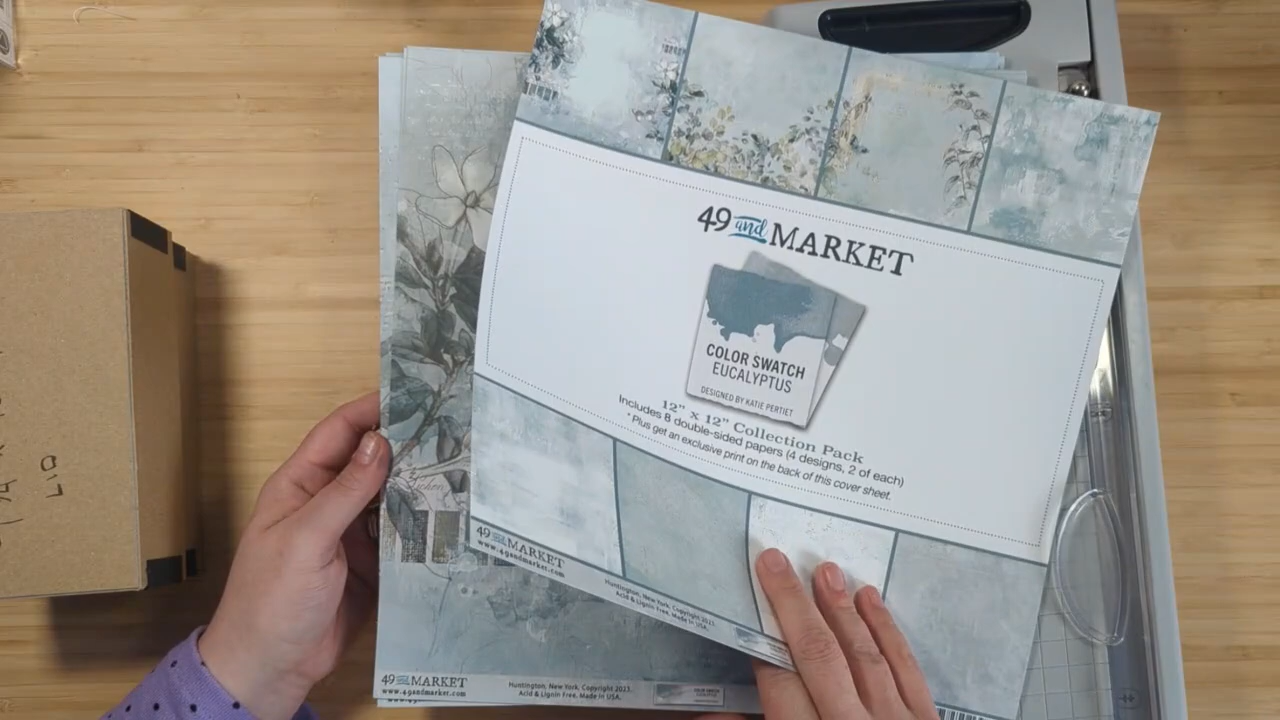 49 and MARKET
COLOR SWATCH
EUCALYPTUS
DESIGNED BY KATIE PERTIET
12" x 12" Collection Pack
Includes 8 double-sided papers (4 designs, 2 of each)
*Plus get an exclusive print on the back of this cover sheet.
49 and MARKET
www.49andmarket.com
Huntington, New York. Copyright 2023.
Acid & Lignin Free. Made in USA.
49 and MARKET
www.49andmarket.com
Huntington, New York. Copyright 2023.
Acid & Lignin Free. Made in USA.
COLOR SWATCH
EUCALYPTUS